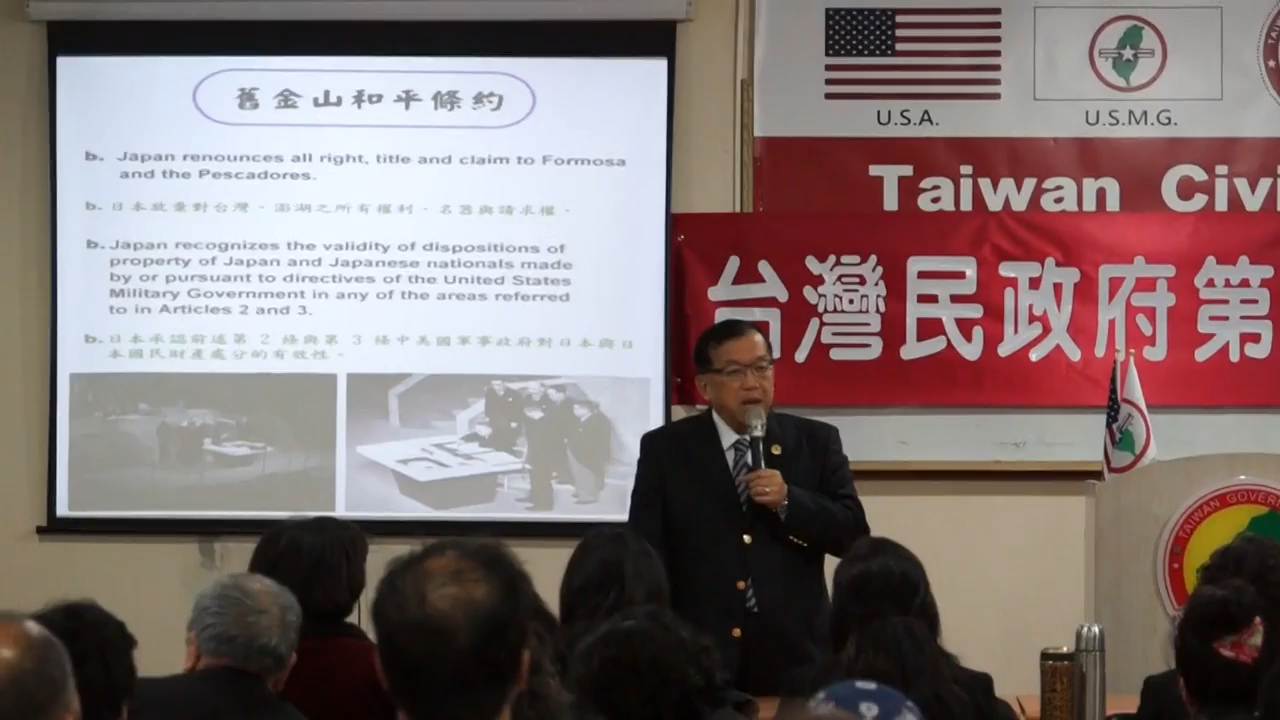 舊金山和平條約
b. Japan renounces all right, title and claim to Formosa
and the Pescadores.
b. 日本放棄對台灣、澎湖之所有權利、名器與請求權。
b. Japan recognizes the validity of dispositions of
property of Japan and Japanese nationals made
by or pursuant to directives of the United States
Military Government in any of the areas referred
to in Articles 2 and 3.
b. 日本承認前述第 2 條與第 3 條中美國軍事政府對日本與日
本國民財產處分的有效性。
U.S.A.
U.S.M.G.
Taiwan Civi
台灣民政府第
TAIWAN GOVER